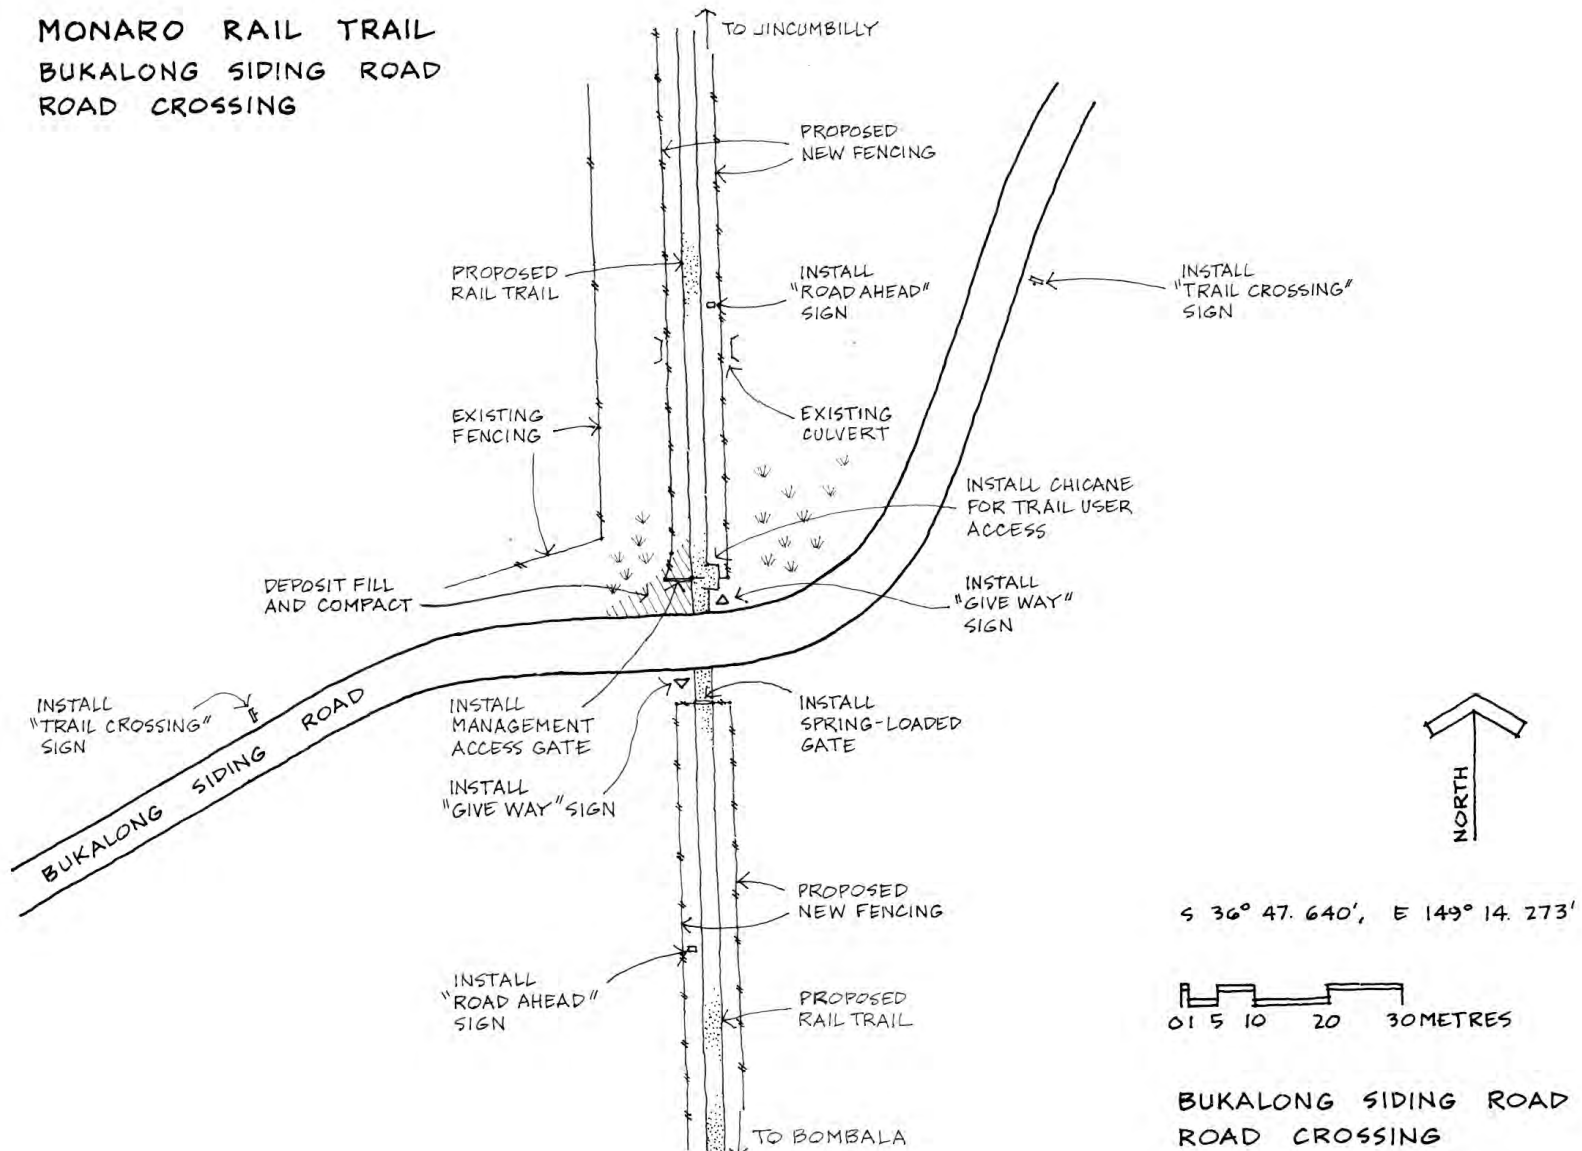 MONARO RAIL TRAIL
BUKALONG SIDING ROAD
ROAD CROSSING
TO JINCUMBILLY
PROPOSED
NEW FENCING
PROPOSED
RAIL TRAIL
INSTALL
"ROAD AHEAD"
SIGN
INSTALL
"TRAIL CROSSING"
SIGN
EXISTING
FENCING
EXISTING
CULVERT
INSTALL CHICANE
FOR TRAIL USER
ACCESS
DEPOSIT FILL
AND COMPACT
INSTALL
"GIVE WAY"
SIGN
INSTALL
"TRAIL CROSSING"
SIGN
BUKALONG SIDING ROAD
INSTALL
MANAGEMENT
ACCESS GATE
INSTALL
SPRING-LOADED
GATE
INSTALL
"GIVE WAY" SIGN
NORTH
PROPOSED
NEW FENCING
S 36° 47. 640', E 149° 14. 273'
INSTALL
"ROAD AHEAD"
SIGN
PROPOSED
RAIL TRAIL
0 1 5 10 20 30 METRES
TO BOMBALA
BUKALONG SIDING ROAD
ROAD CROSSING